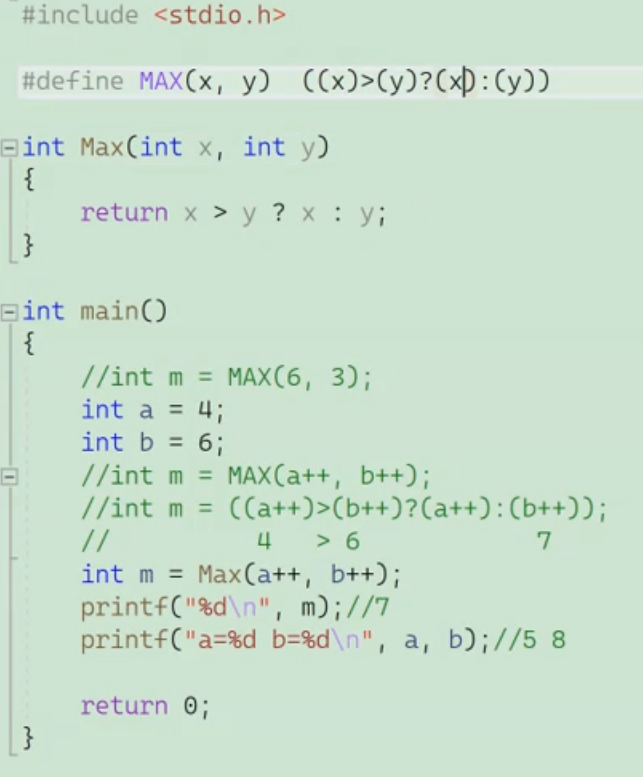 #include <stdio.h>
#define MAX(x, y)  ((x)>(y)?(x):(y))
int Max(int x, int y)
{
    return x > y ? x : y;
}
int main()
{
    //int m = MAX(6, 3);
    int a = 4;
    int b = 6;
    //int m = MAX(a++, b++);
    //int m = ((a++)>(b++)?(a++):(b++));
    //          4   > 6            7
    int m = Max(a++, b++);
    printf("%d\n", m);//7
    printf("a=%d b=%d\n", a, b);//5 8
    return 0;
}